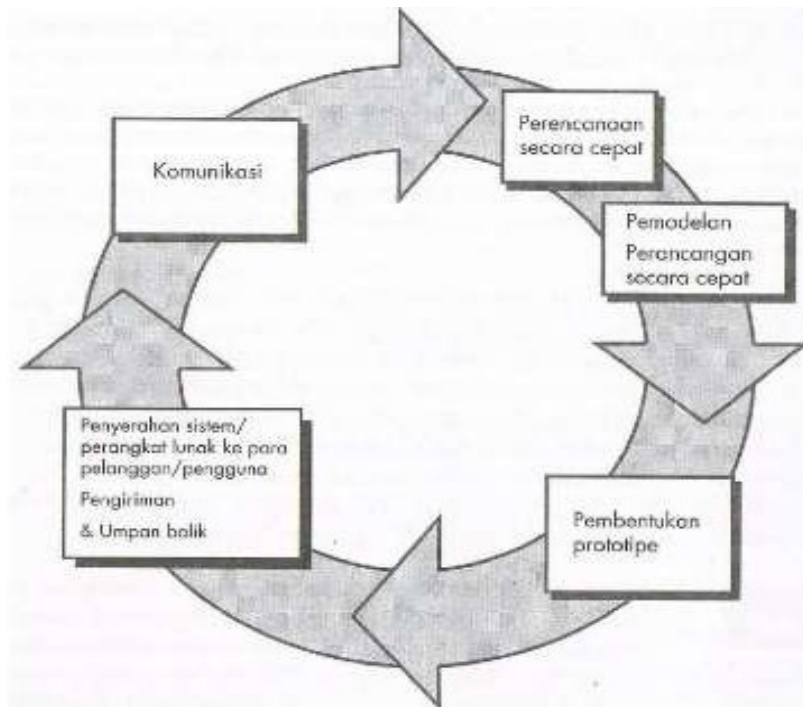 Komunikasi
Perencanaan
secara cepat
Pemodelan
Perancangan
secara cepat
Pembentukan
prototipe
Penyerahan sistem/
perangkat lunak ke para
pelanggan/pengguna
Pengiriman
& Umpan balik